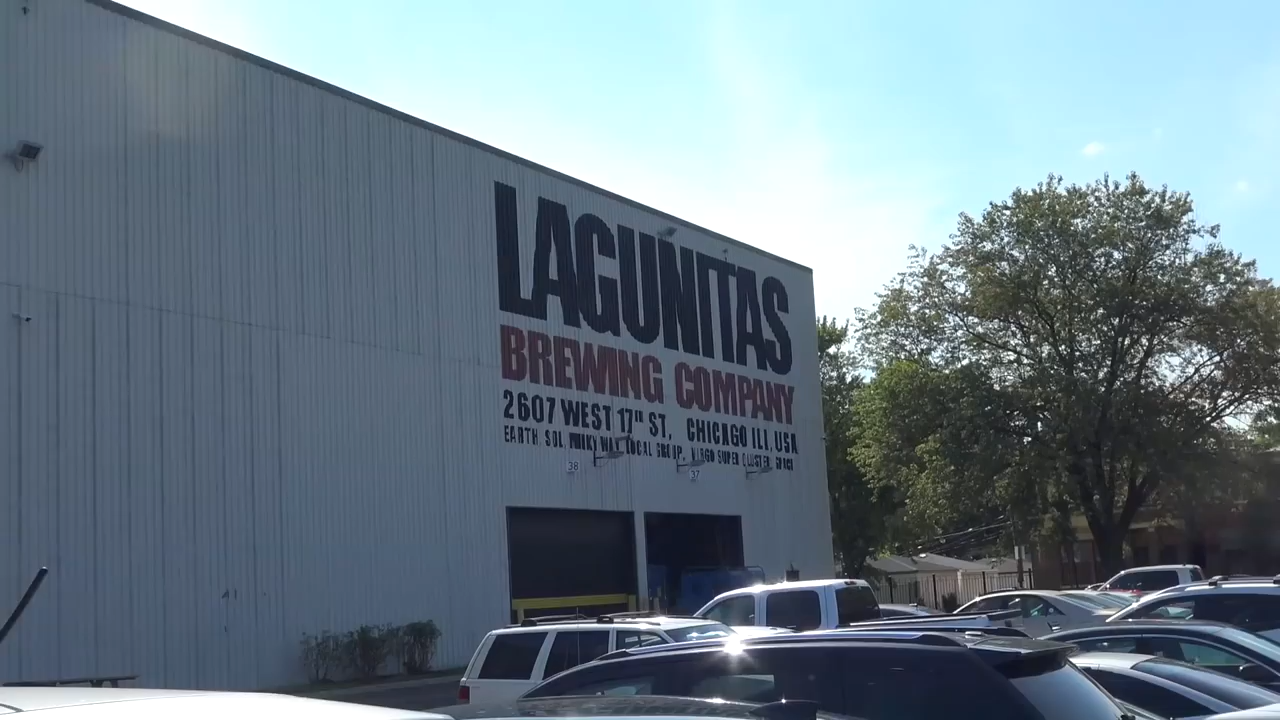 LAGUNITAS
BREWING COMPANY
2607 WEST 17TH ST, CHICAGO ILL, USA
EARTH, SOL, MILKY WAY, LOCAL GROUP, VIRGO SUPER CLUSTER, SPACE
38 37